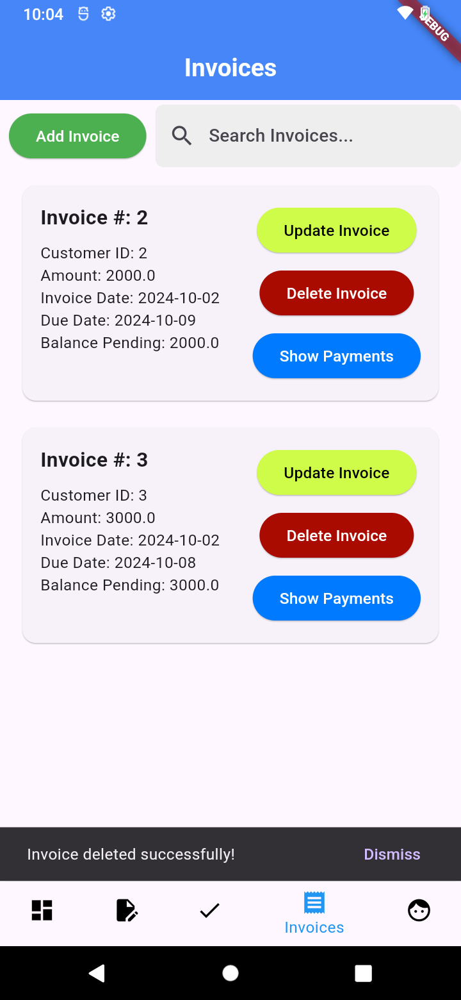 10:04
DEBUG
Invoices
Add Invoice
Search Invoices...
Invoice #: 2
Customer ID: 2
Amount: 2000.0
Invoice Date: 2024-10-02
Due Date: 2024-10-09
Balance Pending: 2000.0
Update Invoice
Delete Invoice
Show Payments
Invoice #: 3
Customer ID: 3
Amount: 3000.0
Invoice Date: 2024-10-02
Due Date: 2024-10-08
Balance Pending: 3000.0
Update Invoice
Delete Invoice
Show Payments
Invoice deleted successfully!
Dismiss
Invoices